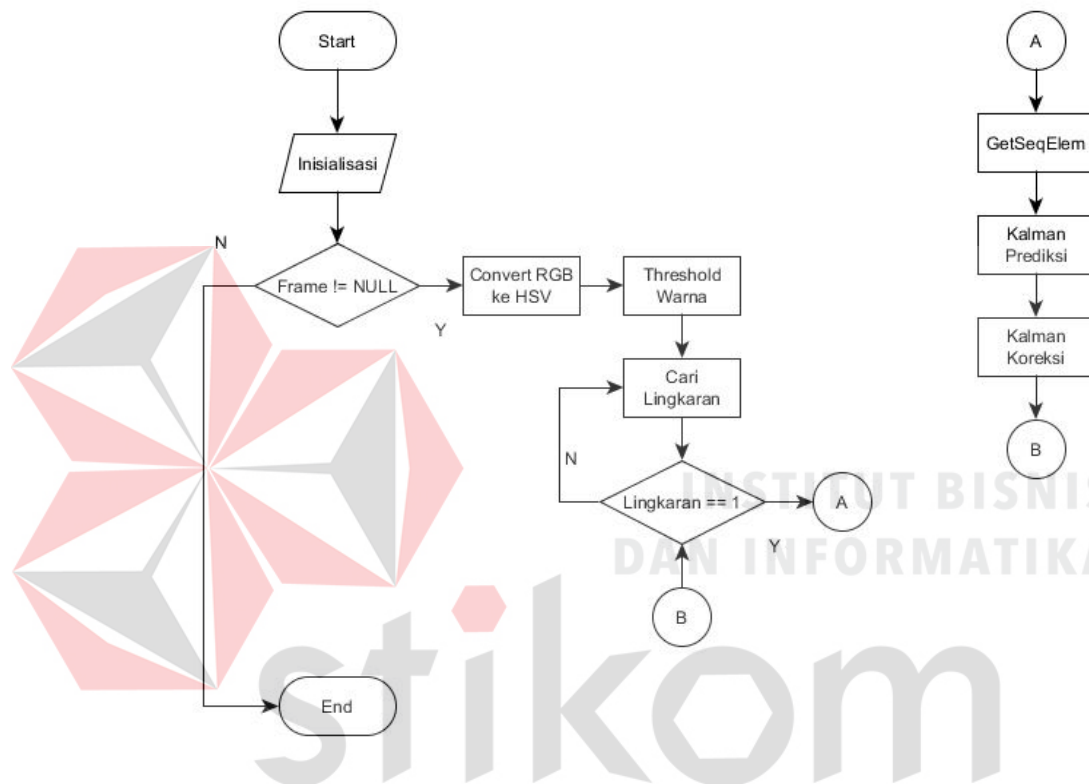 Start
A
Inisialisasi
GetSeqElem
N
Frame != NULL
Y
Convert RGB
ke HSV
Threshold
Warna
Kalman
Prediksi
Cari
Lingkaran
Kalman
Koreksi
N
Lingkaran == 1
Y
A
B
B
End
INSTITUT BISNIS
DAN INFORMATIKA
stikom